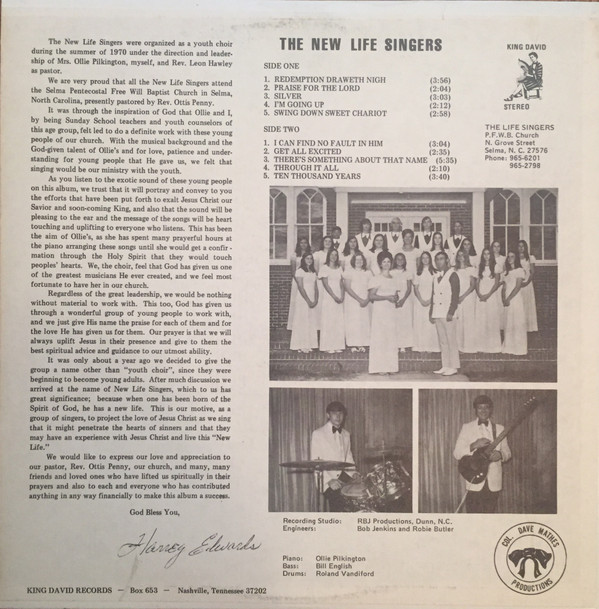 The New Life Singers were organized as a youth choir
during the summer of 1970 under the direction and leader-
ship of Mrs. Ollie Pilkington, myself, and Rev. Leon Hawley
as pastor.
We are very proud that all the New Life Singers attend
the Selma Pentecostal Free Will Baptist Church in Selma,
North Carolina, presently pastored by Rev. Ottis Penny.
It was through the inspiration of God that Ollie and I,
by being Sunday School teachers and youth counselors of
this age group, felt led to do a definite work with these young
people of our church. With the musical background and the
God-given talent of Ollie's and for love, patience and under-
standing for young people that He gave us, we felt that
singing would be our ministry with the youth.
As you listen to the exotic sound of these young people
on this album, we trust that it will portray and convey to you
the efforts that have been put forth to exalt Jesus Christ our
Savior and soon-coming King, and also that the sound will be
pleasing to the ear and the message of the songs will be heart
touching and uplifting to everyone who listens. This has been
the aim of Ollie's, as she has spent many prayerful hours at
the piano arranging these songs until she would get a confir-
mation through the Holy Spirit that they would touch
peoples' hearts. We, the choir, feel that God has given us one
of the greatest musicians He ever created, and we feel most
fortunate to have her in our church.
Regardless of the great leadership, we would be nothing
without material to work with. This too, God has given us
through a wonderful group of young people to work with,
and we just give His name the praise for each of them and for
the love He has given us for them. Our prayer is that we will
always uplift Jesus in their presence and give to them the
best spiritual advice and guidance to our utmost ability.
It was only about a year ago we decided to give the
group a name other than "youth choir", since they were
beginning to become young adults. After much discussion we
arrived at the name of New Life Singers, which to us has
great significance; because when one has been born of the
Spirit of God, he has a new life. This is our motive, as a
group of singers, to project the love of Jesus Christ as we sing
that it might penetrate the hearts of sinners and that they
may have an experience with Jesus Christ and live this "New
Life."
We would like to express our love and appreciation to
our pastor, Rev. Ottis Penny, our church, and many, many
friends and loved ones who have lifted us spiritually in their
prayers and also to each and everyone who has contributed
anything in any way financially to make this album a success.
God Bless You,
Harvey Edwards
KING DAVID RECORDS — Box 653 — Nashville, Tennessee 37202
THE NEW LIFE SINGERS
SIDE ONE
1. REDEMPTION DRAWETH NIGH (3:56)
2. PRAISE FOR THE LORD (2:04)
3. SILVER (3:03)
4. I'M GOING UP (2:12)
5. SWING DOWN SWEET CHARIOT (2:58)
SIDE TWO
1. I CAN FIND NO FAULT IN HIM (3:04)
2. GET ALL EXCITED (2:35)
3. THERE'S SOMETHING ABOUT THAT NAME (5:35)
4. THROUGH IT ALL (2:10)
5. TEN THOUSAND YEARS (3:40)
KING DAVID
STEREO
THE LIFE SINGERS
P.F.W.B. Church
N. Grove Street
Selma, N. C. 27576
Phone: 965-6201
965-2798
Recording Studio: RBJ Productions, Dunn, N.C.
Engineers: Bob Jenkins and Robie Butler
Piano: Ollie Pilkington
Bass: Bill English
Drums: Roland Vandiford
COL. DAVE MATHES
PRODUCTIONS